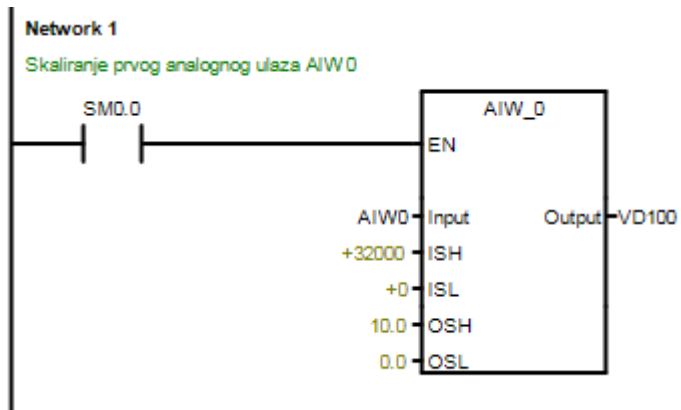 Network 1
Skaliranje prvog analognog ulaza AIW0
SM0.0
AIW_0
EN
AIW0 Input Output VD100
+32000 ISH
+0 ISL
10.0 OSH
0.0 OSL